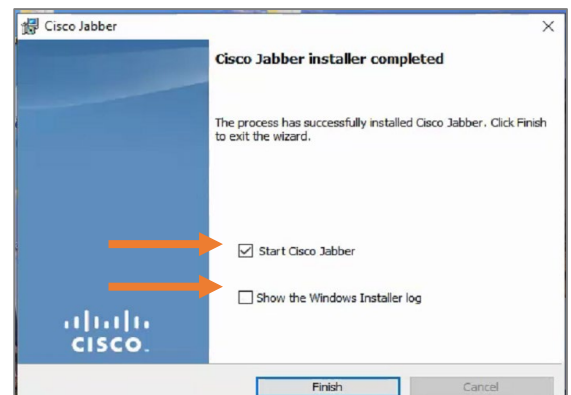 Cisco Jabber
Cisco Jabber installer completed
The process has successfully installed Cisco Jabber. Click Finish
to exit the wizard.
Start Cisco Jabber
Show the Windows Installer log
CISCO
Finish
Cancel